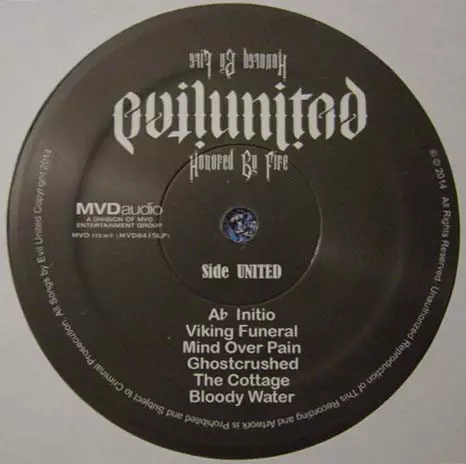 Honored By Fire
evilunited
Honored By Fire
MVDaudio
A DIVISION OF MVD
ENTERTAINMENT GROUP
Side UNITED
Ab Initio
Viking Funeral
Mind Over Pain
Ghostcrushed
The Cottage
Bloody Water
℗ © 2014 All Rights Reserved. Unauthorized Reproduction of This Recording and Artwork is Prohibited and Subject to Criminal Prosecution. All Songs by Evil United Copyright 2014